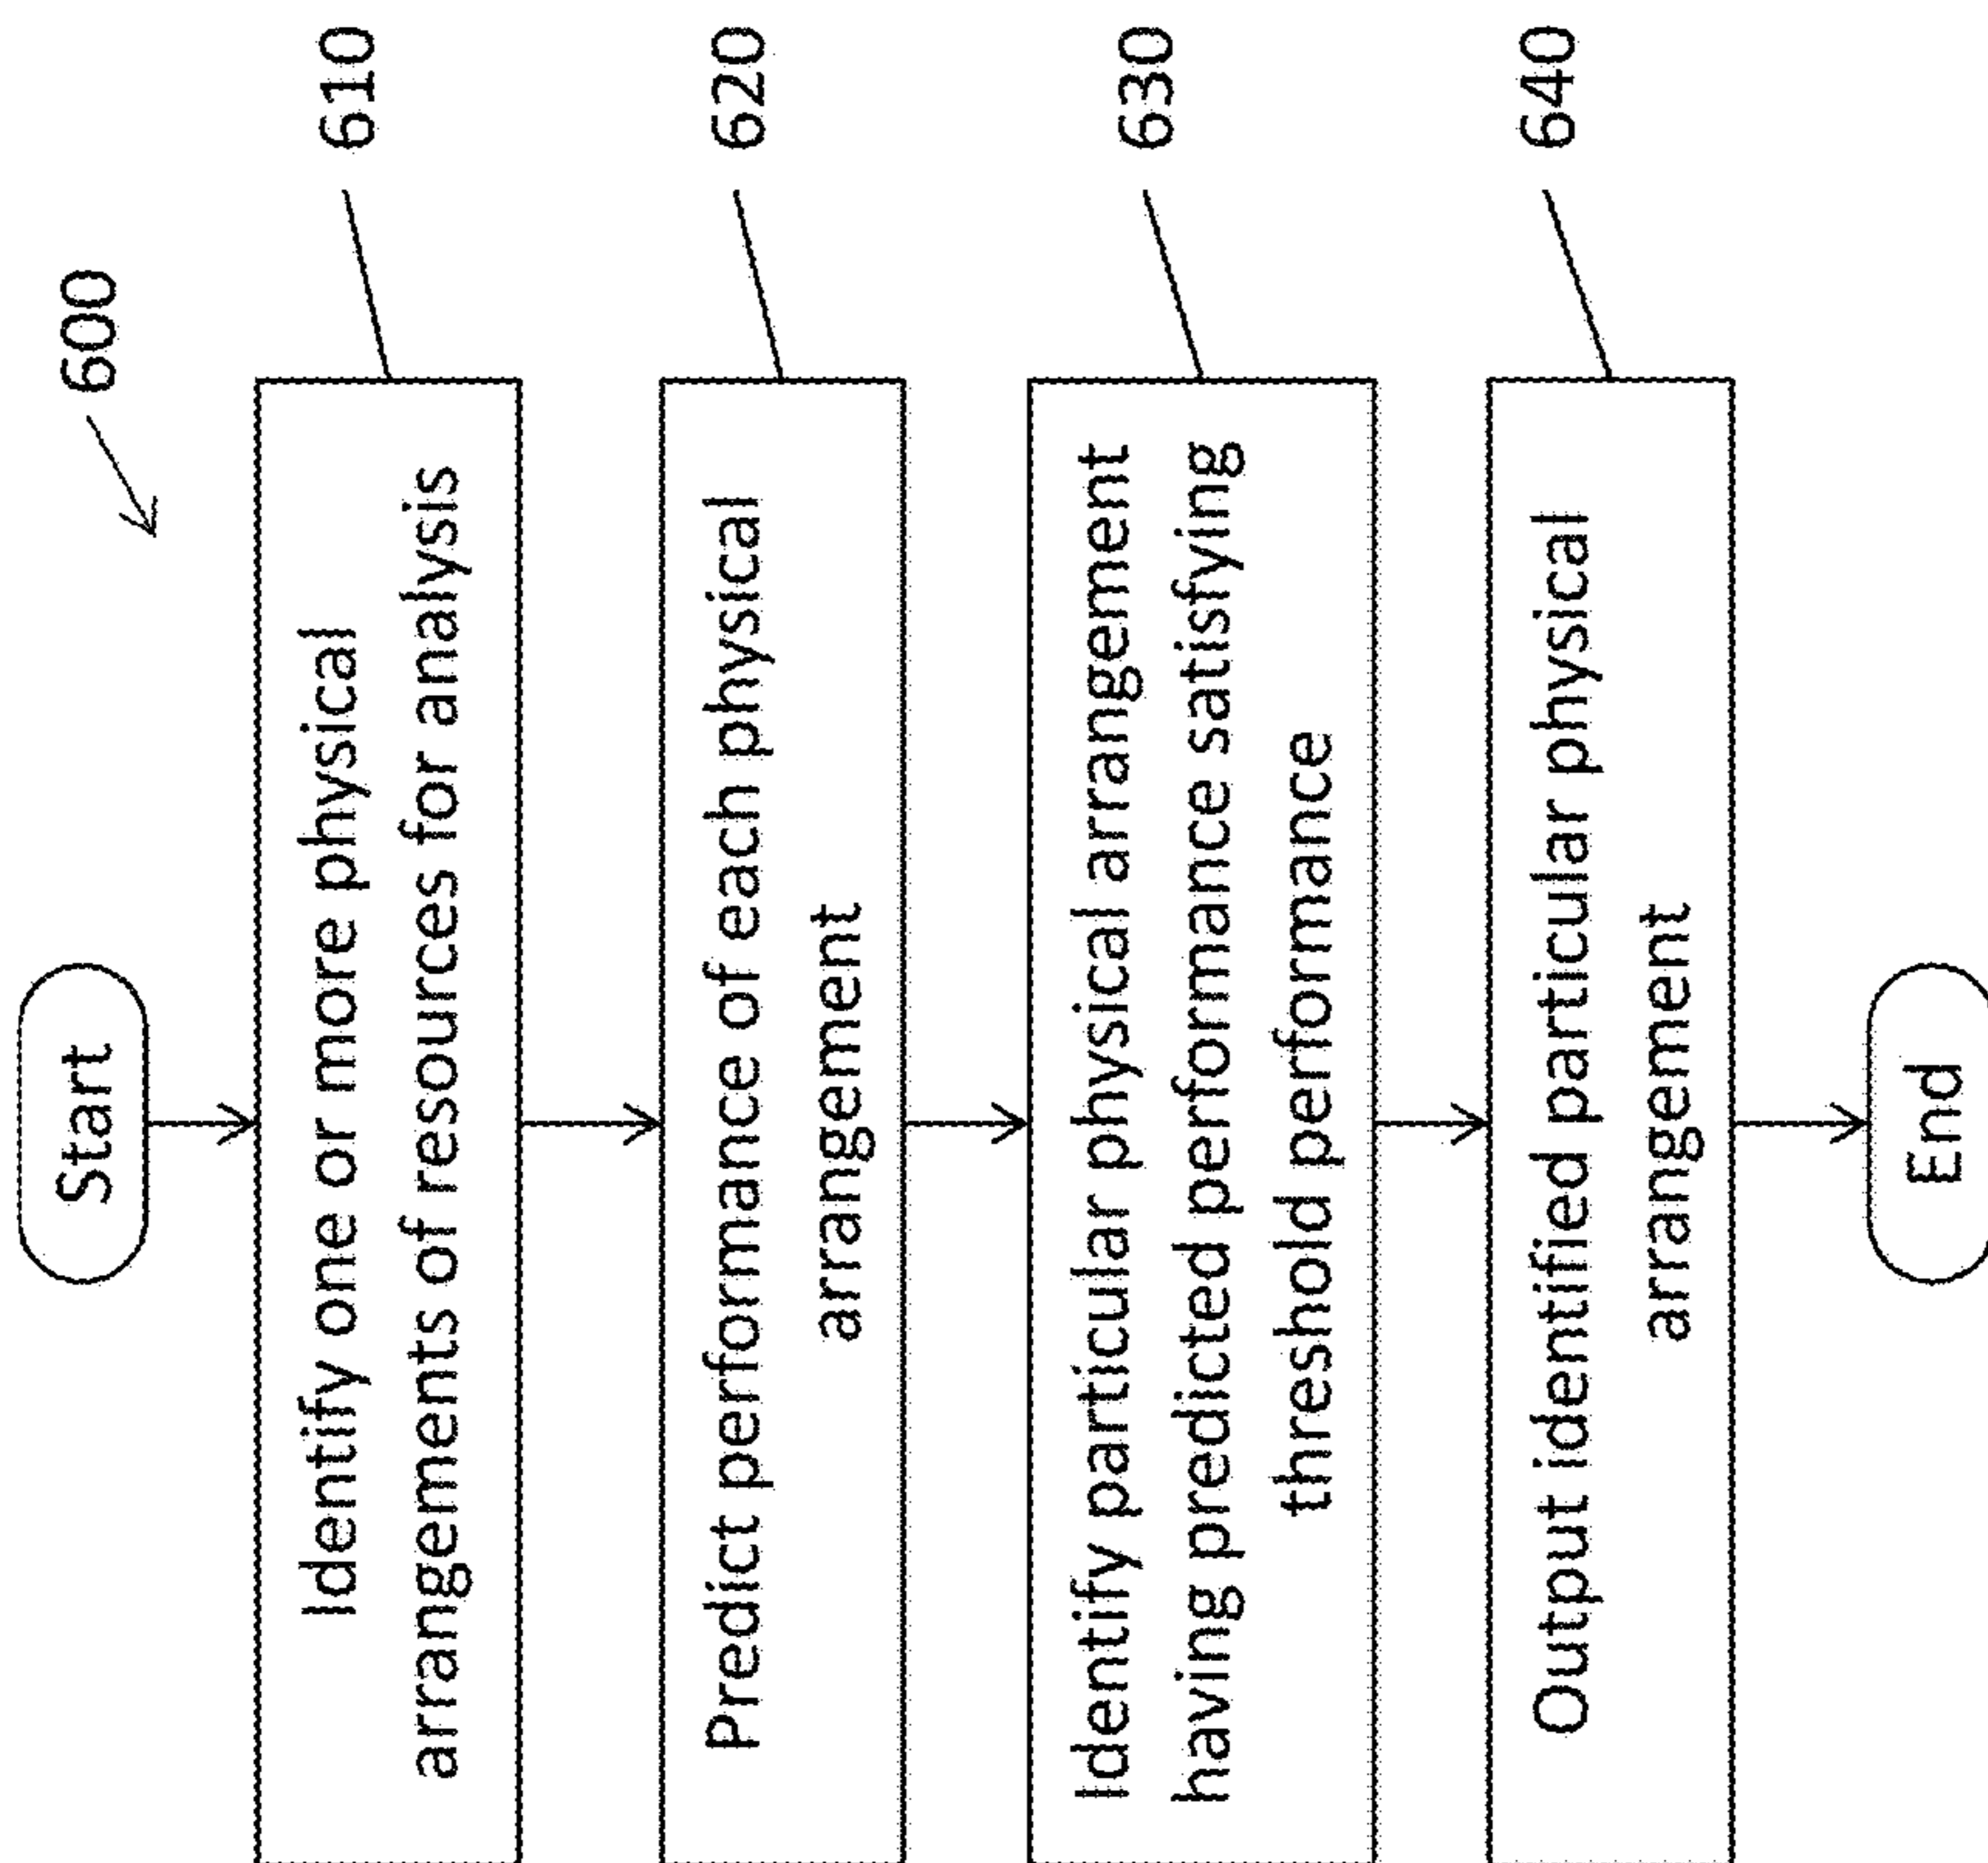 600
Start
Identify one or more physical
arrangements of resources for analysis
610
Predict performance of each physical
arrangement
620
Identify particular physical arrangement
having predicted performance satisfying
threshold performance
630
Output identified particular physical
arrangement
640
End